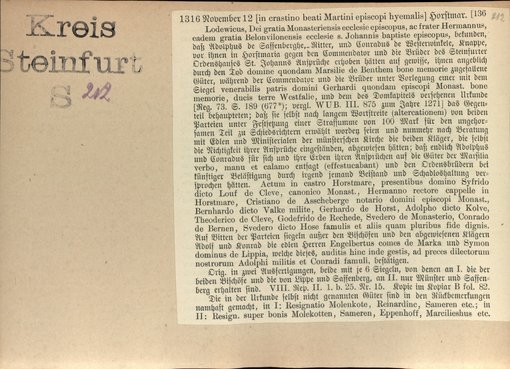 Kreis
Steinfurt
S 212
1316 November 12 [in crastino beati Martini episcopi hyemalis] Horstmar. [136
212
Lodewicus, Dei gratia Monasteriensis ecclesie episcopus, ac frater Hermannus,
eadem gratia Belonvilonensis ecclesie s. Johannis baptiste episcopus, bekunden,
daß Adolphus de Saffenberghe, Ritter, und Conradus de Westerwinkele, Knappe,
vor ihnen in Horstmaria gegen den Commendator und die Brüder des Steinfurter
Ordenshauses St. Johannis Ansprüche erhoben hätten auf gewisse, ihnen angeblich
durch den Tod domine quondam Marsilie de Benthem bone memorie zugefallene
Güter, während der Commendator und die Brüder unter Vorlegung einer mit dem
Siegel venerabilis patris domini Gerhardi quondam episcopi Monast. bone
memorie, ducis terre Westfalie, und dem des Domkapitels versehenen Urkunde
[Reg. 73. S. 189 (677*); vergl. WUB. III. 875 zum Jahre 1271] das Gegen-
teil behaupteten; daß sie selbst nach langem Wortstreite (altercationem) von beiden
Parteien unter Festsetzung einer Strafsumme von 100 Mark für den ungehor-
samen Teil zu Schiedsrichtern erwählt worden seien und nunmehr nach Beratung
mit Edlen und Ministerialen der münsterischen Kirche die beiden Kläger, die selbst
die Nichtigkeit ihrer Ansprüche eingestanden, abgewiesen hätten; daß endlich Adolphus
und Conradus für sich und ihre Erben ihren Ansprüchen auf die Güter der Marsilia
verbo, manu et calamo entsagt (effestucabant) und den Ordensbrüdern bei
künftiger Belästigung durch irgend jemand Beistand und Schadloshaltung ver-
sprochen hätten. Actum in castro Horstmare, presentibus domino Syfrido
dicto Louf de Cleve, canonico Monast., Hermanno rectore cappelle in
Horstmare, Cristiano de Asscheberge notario domini episcopi Monast.,
Bernhardo dicto Valke milite, Gerhardo de Horst, Adolpho dicto Kolve,
Theoderico de Cleve, Godefrido de Rechede, Svedero de Monasterio, Conrado
de Bernen, Svedero dicto Hose famulis et aliis quam pluribus fide dignis.
Auf Bitten der Parteien siegeln außer den Bischöfen und den abgewiesenen Klägern
Adolf und Konrad die edlen Herren Engelbertus comes de Marka und Symon
dominus de Lippia, welche dieses, auditis hinc inde gestis, ad preces dilectorum
nostrorum Adolphi militis et Conradi famuli, bestätigen.
Orig. in zwei Ausfertigungen, beide mit je 6 Siegeln, von denen an I. die der
beiden Bischöfe und die von Lippe und Saffenberg, an II. nur Münster und Saffen-
berg erhalten sind. VIII. Rep. II. 1. b. 25. Nr. 15. Kopie im Kopiar B fol. 82.
Die in der Urkunde selbst nicht genannten Güter sind in den Rückbemerkungen
namhaft gemacht, in I: Resignatio Molenkote, Reinardinc, Sameren etc.; in
II: Resign. super bonis Molekotten, Sameren, Eppenhoff, Marcilieshus etc.